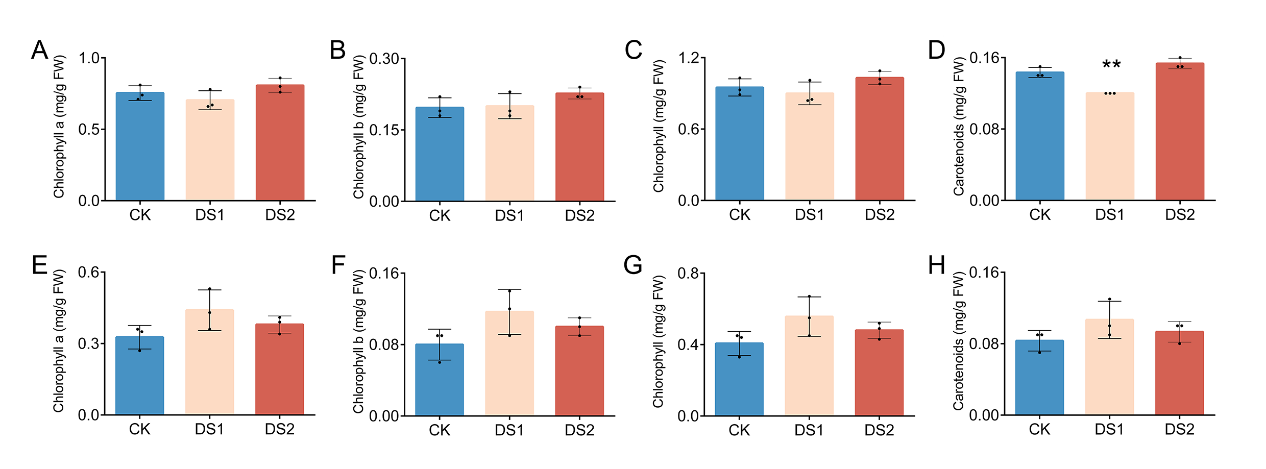 A
Chlorophyll a (mg/g FW)
1.0
0.5
0.0
CK DS1 DS2
B
Chlorophyll b (mg/g FW)
0.30
0.15
0.00
CK DS1 DS2
C
Chlorophyll (mg/g FW)
1.2
0.6
0.0
CK DS1 DS2
D
Carotenoids (mg/g FW)
0.16
0.08
0.00
**
CK DS1 DS2
E
Chlorophyll a (mg/g FW)
0.6
0.3
0.0
CK DS1 DS2
F
Chlorophyll b (mg/g FW)
0.16
0.08
0.00
CK DS1 DS2
G
Chlorophyll (mg/g FW)
0.8
0.4
0.0
CK DS1 DS2
H
Carotenoids (mg/g FW)
0.16
0.08
0.00
CK DS1 DS2